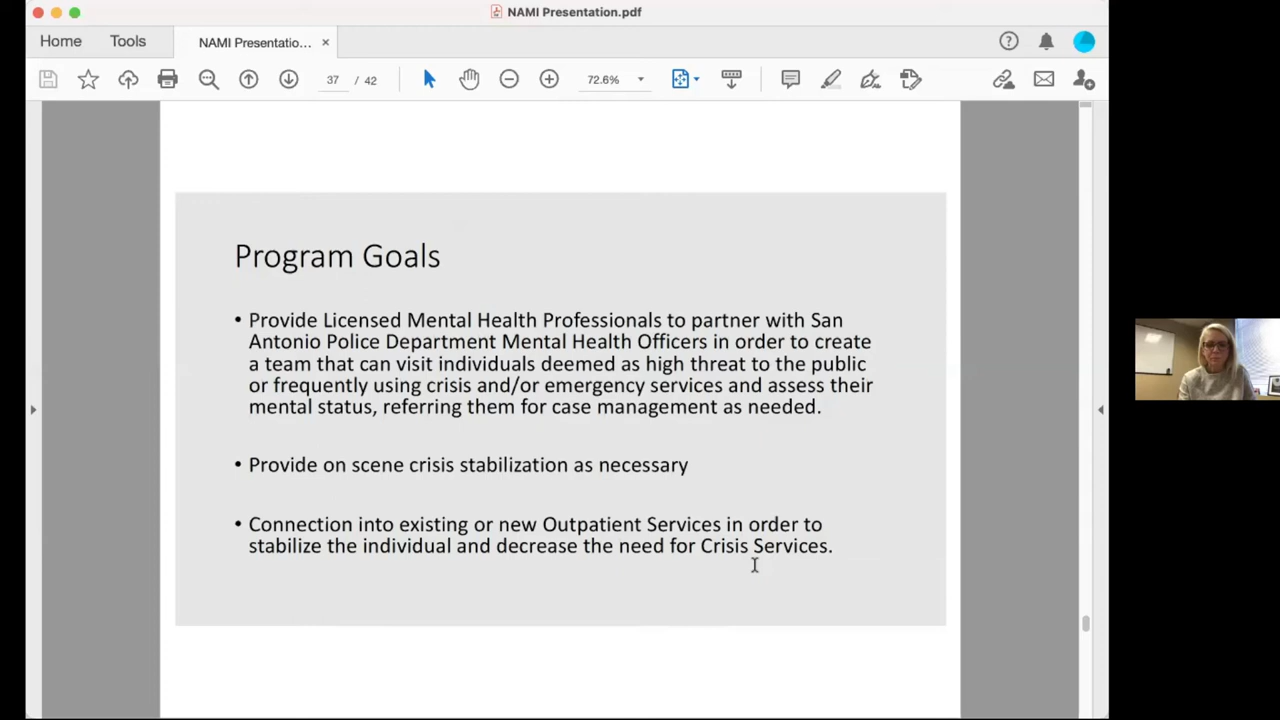 NAMI Presentation.pdf
Home
Tools
NAMI Presentatio...
37 / 42
72.6%
Program Goals
• Provide Licensed Mental Health Professionals to partner with San
Antonio Police Department Mental Health Officers in order to create
a team that can visit individuals deemed as high threat to the public
or frequently using crisis and/or emergency services and assess their
mental status, referring them for case management as needed.
• Provide on scene crisis stabilization as necessary
• Connection into existing or new Outpatient Services in order to
stabilize the individual and decrease the need for Crisis Services.